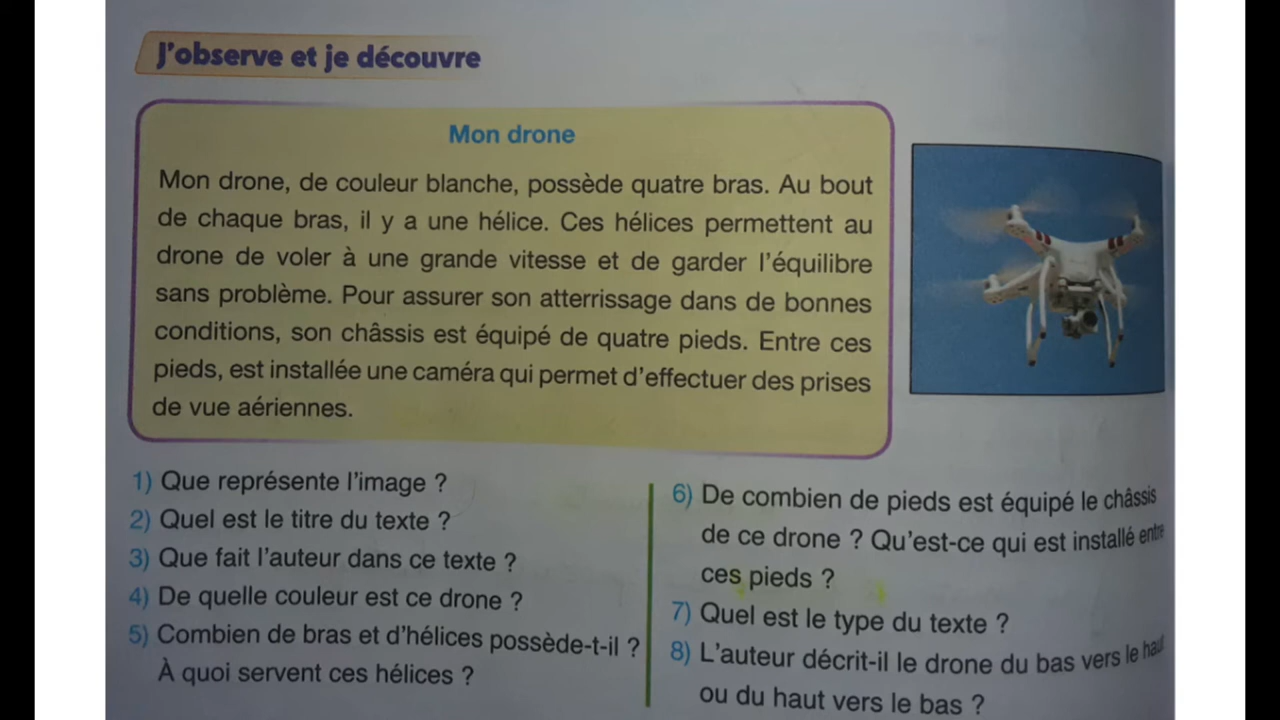 J'observe et je découvre
Mon drone
Mon drone, de couleur blanche, possède quatre bras. Au bout
de chaque bras, il y a une hélice. Ces hélices permettent au
drone de voler à une grande vitesse et de garder l'équilibre
sans problème. Pour assurer son atterrissage dans de bonnes
conditions, son châssis est équipé de quatre pieds. Entre ces
pieds, est installée une caméra qui permet d'effectuer des prises
de vue aériennes.
1) Que représente l'image ?
2) Quel est le titre du texte ?
3) Que fait l'auteur dans ce texte ?
4) De quelle couleur est ce drone ?
5) Combien de bras et d'hélices possède-t-il ?
À quoi servent ces hélices ?
6) De combien de pieds est équipé le châssis
de ce drone ? Qu'est-ce qui est installé entre
ces pieds ?
7) Quel est le type du texte ?
8) L'auteur décrit-il le drone du bas vers le haut
ou du haut vers le bas ?